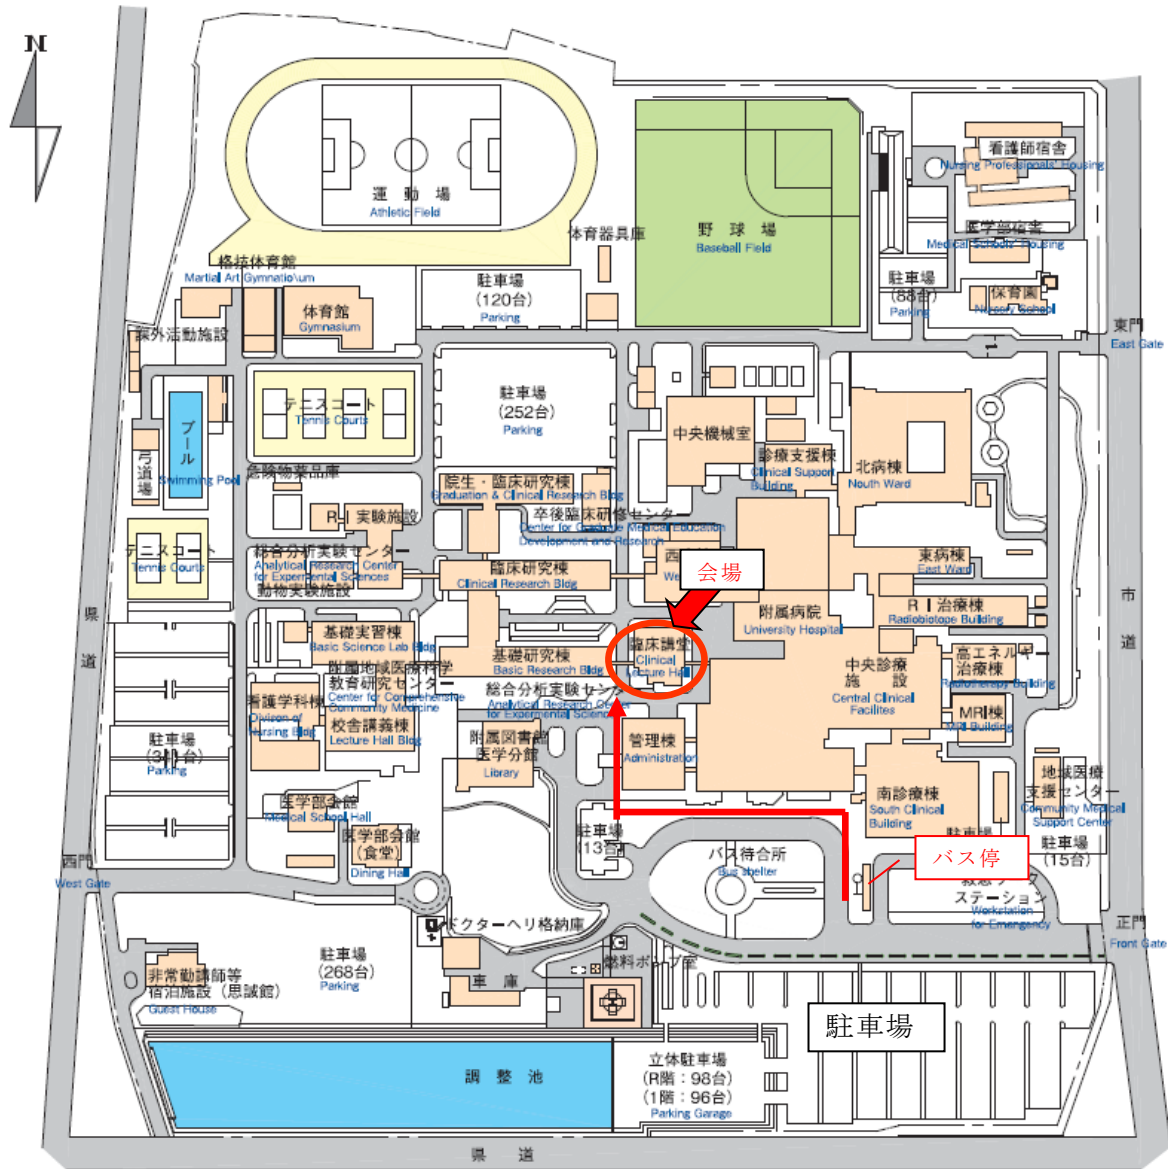 N
運動場
Athletic Field
野球場
Baseball Field
看護師宿舎
Nursing Professionals' Housing
医学部宿舎
Medical Schools' Housing
体育器具庫
格技体育館
Martial Art Gymnatio\um
駐車場
(120台)
Parking
駐車場
(88台)
Parking
保育園
Nursery School
体育館
Gymnasium
課外活動施設
東門
East Gate
テニスコート
Tennis Courts
駐車場
(252台)
Parking
中央機械室
プール
Swimming Pool
弓道場
危険物薬品庫
診療支援棟
Clinical Support
Building
北病棟
Nouth Ward
院生・臨床研究棟
Graduation & Clinical Research Bldg
R-I 実験施設
卒後臨床研修センター
Center for Graduate Medical Education
Development and Research
テニスコート
Tennis Courts
総合分析実験センター
Analytical Research Center
for Expermental Sciences
動物実験施設
臨床研究棟
Clinical Research Bldg
西
We
会場
東病棟
East Ward
県道
市道
附属病院
University Hospital
R I 治療棟
Radiobiotope Building
基礎実習棟
Basic Science Lab Bldg
臨床講堂
Clinical
Lecture Hall
基礎研究棟
Basic Research Bldg
中央診療
施設
Central Clinical
Facilites
高エネルギー
治療棟
Radiotherapy Building
附属地域医療科学
教育研究センター
Center for Comprehensive
Community Medicine
総合分析実験センタ
Analytical Research Center
for Expermental Scienc
看護学科棟
Divison of
Nursing Bldg
校舎講義棟
Lecture Hall Bldg
MRI棟
MRI Building
駐車場
Parking
附属図書館
医学分館
Library
管理棟
Administration
医学部会館
Medical School Hall
南診療棟
South Clinical
Building
地域医療
支援センター
Community Medical
Support Center
医学部会館
(食堂)
Dining Hall
駐車場
(13台)
駐車場
駐車場
(15台)
バス待合所
Bus shelter
バス停
西門
West Gate
ステーション
Workstation
for Emergency
正門
Front Gate
ドクターヘリ格納庫
駐車場
(268台)
Parking
燃料ポンプ室
車庫
非常勤講師等
宿泊施設(思誠館)
Guest House
駐車場
調整池
立体駐車場
(R階：98台)
(1階：96台)
Parking Garage
県道